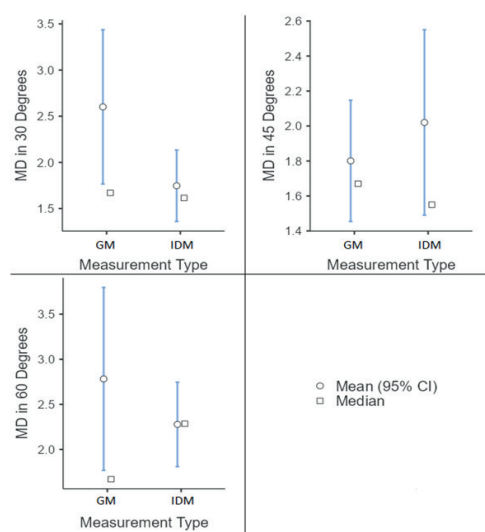 3.5
3.0
2.5
2.0
1.5
MD in 30 Degrees
GM IDM
Measurement Type
2.6
2.4
2.2
2.0
1.8
1.6
1.4
MD in 45 Degrees
GM IDM
Measurement Type
3.5
3.0
2.5
2.0
MD in 60 Degrees
GM IDM
Measurement Type
Mean (95% CI)
Median